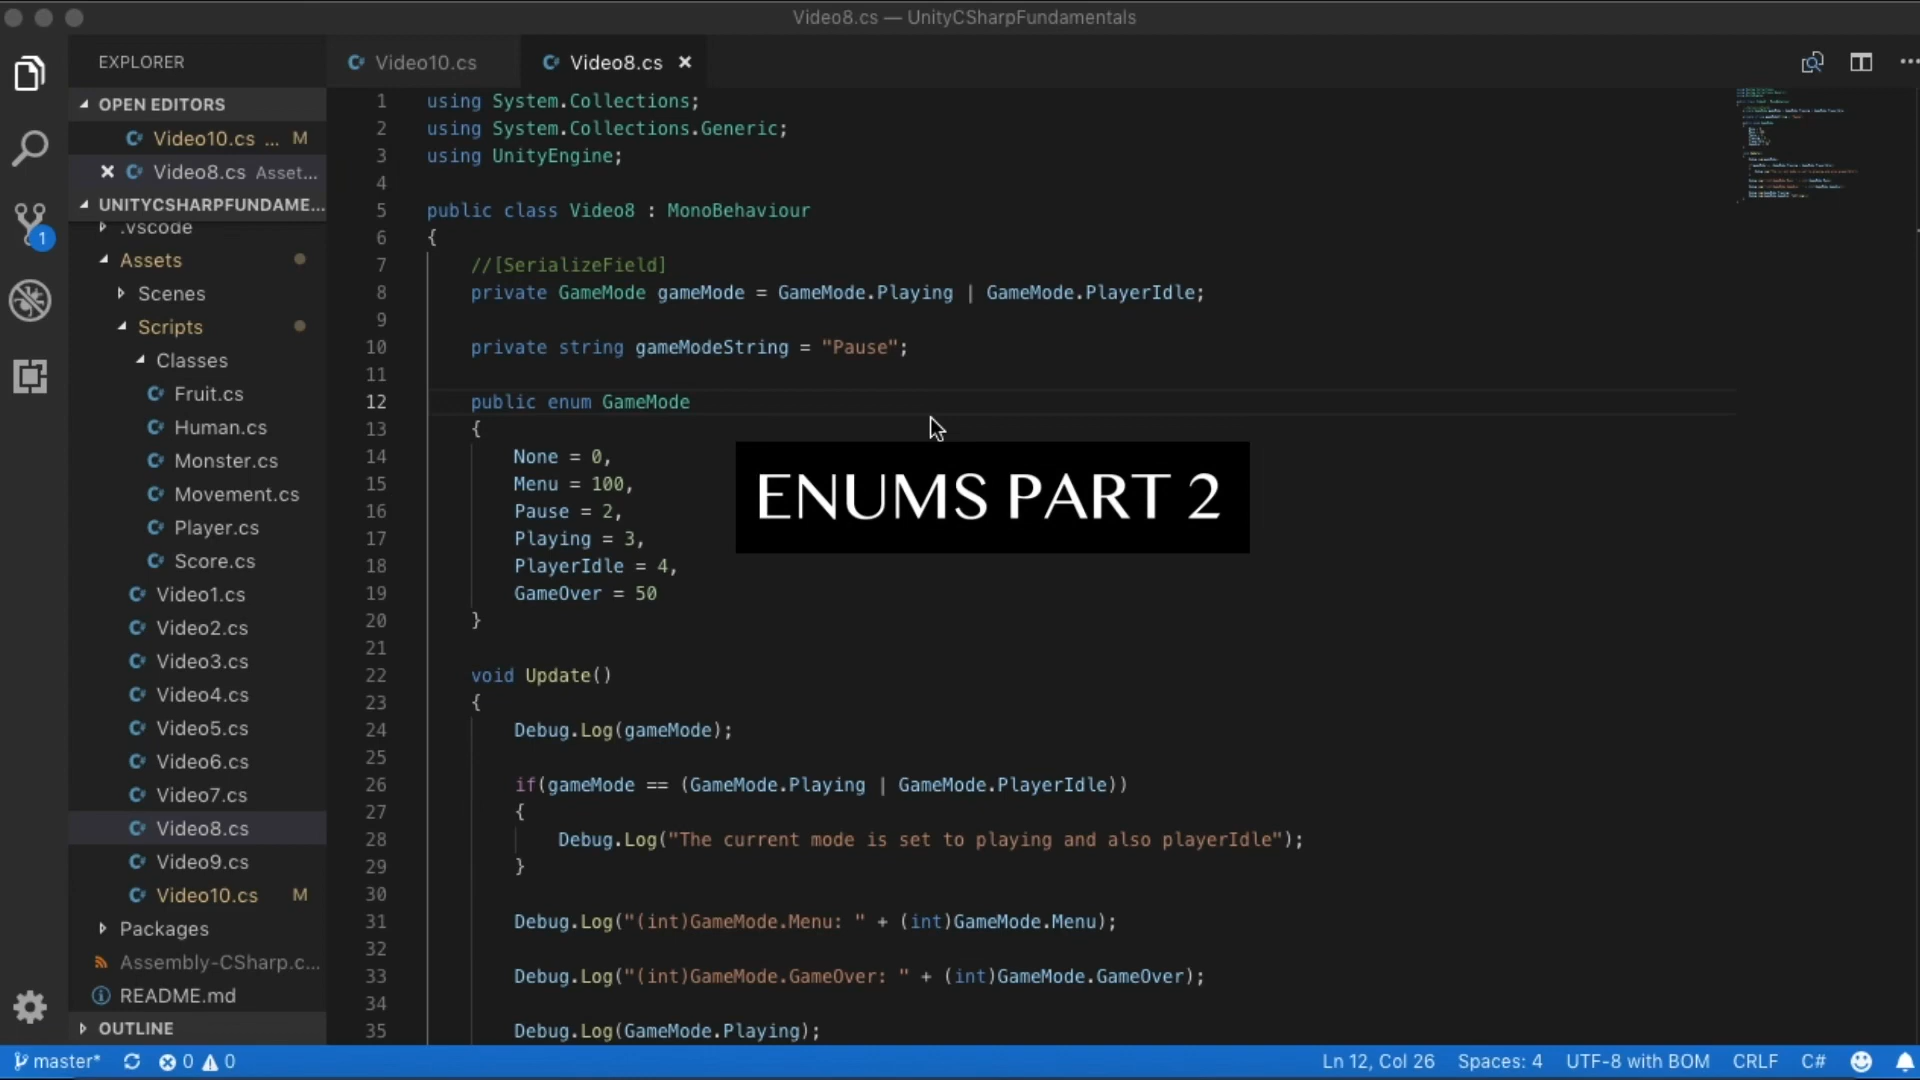 Video8.cs — UnityCSharpFundamentals
EXPLORER
OPEN EDITORS
Video10.cs ... M
Video8.cs Asset...
UNITYCSHARPFUNDAME...
.vscode
Assets
Scenes
Scripts
Classes
Fruit.cs
Human.cs
Monster.cs
Movement.cs
Player.cs
Score.cs
Video1.cs
Video2.cs
Video3.cs
Video4.cs
Video5.cs
Video6.cs
Video7.cs
Video8.cs
Video9.cs
Video10.cs M
Packages
Assembly-CSharp.c...
README.md
OUTLINE
1
Video10.cs
Video8.cs
1 using System.Collections;
2 using System.Collections.Generic;
3 using UnityEngine;
4
5 public class Video8 : MonoBehaviour
6 {
7 //[SerializeField]
8 private GameMode gameMode = GameMode.Playing | GameMode.PlayerIdle;
9
10 private string gameModeString = "Pause";
11
12 public enum GameMode
13 {
14 None = 0,
15 Menu = 100,
16 Pause = 2,
17 Playing = 3,
18 PlayerIdle = 4,
19 GameOver = 50
20 }
21
22 void Update()
23 {
24 Debug.Log(gameMode);
25
26 if(gameMode == (GameMode.Playing | GameMode.PlayerIdle))
27 {
28 Debug.Log("The current mode is set to playing and also playerIdle");
29 }
30
31 Debug.Log("(int)GameMode.Menu: " + (int)GameMode.Menu);
32
33 Debug.Log("(int)GameMode.GameOver: " + (int)GameMode.GameOver);
34
35 Debug.Log(GameMode.Playing);
ENUMS PART 2
master* 0 0 Ln 12, Col 26 Spaces: 4 UTF-8 with BOM CRLF C#